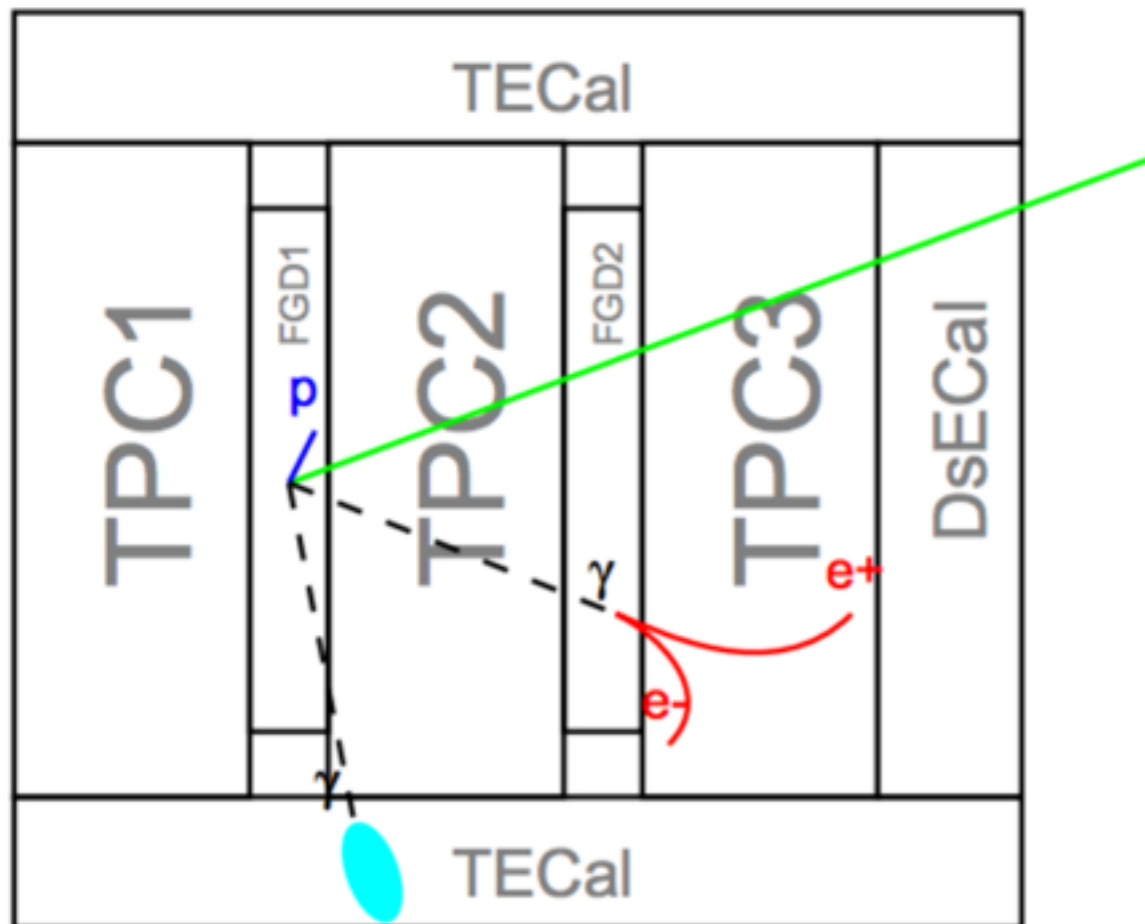 TECal
TPC1
FGD1
TPC2
FGD2
TPC3
DsECal
p
γ
e+
e-
γ
TECal